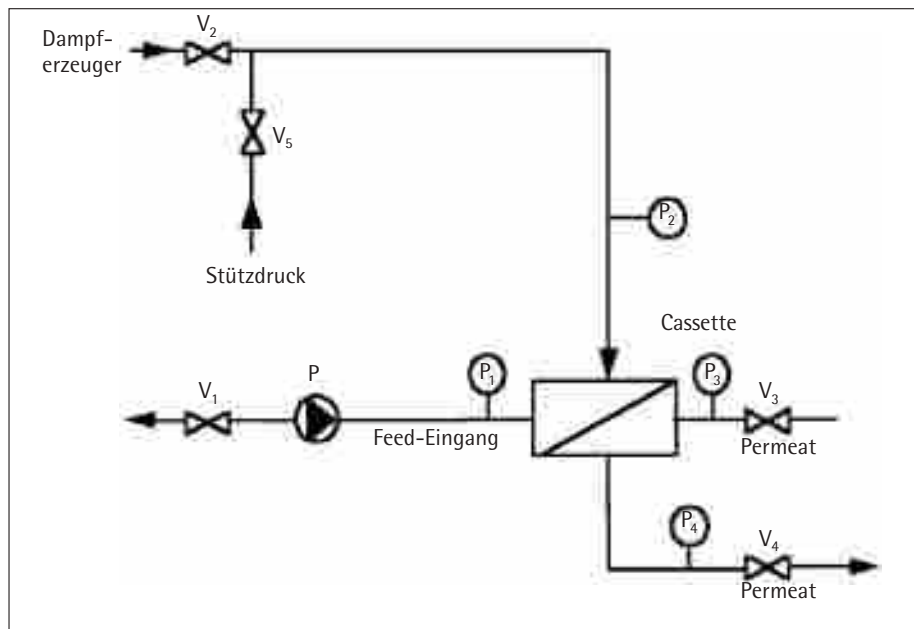 V₂
Dampf-
erzeuger
V₅
Stützdruck
P₂
Cassette
P
P₁
P₃
V₁
V₃
Feed-Eingang
Permeat
P₄
V₄
Permeat